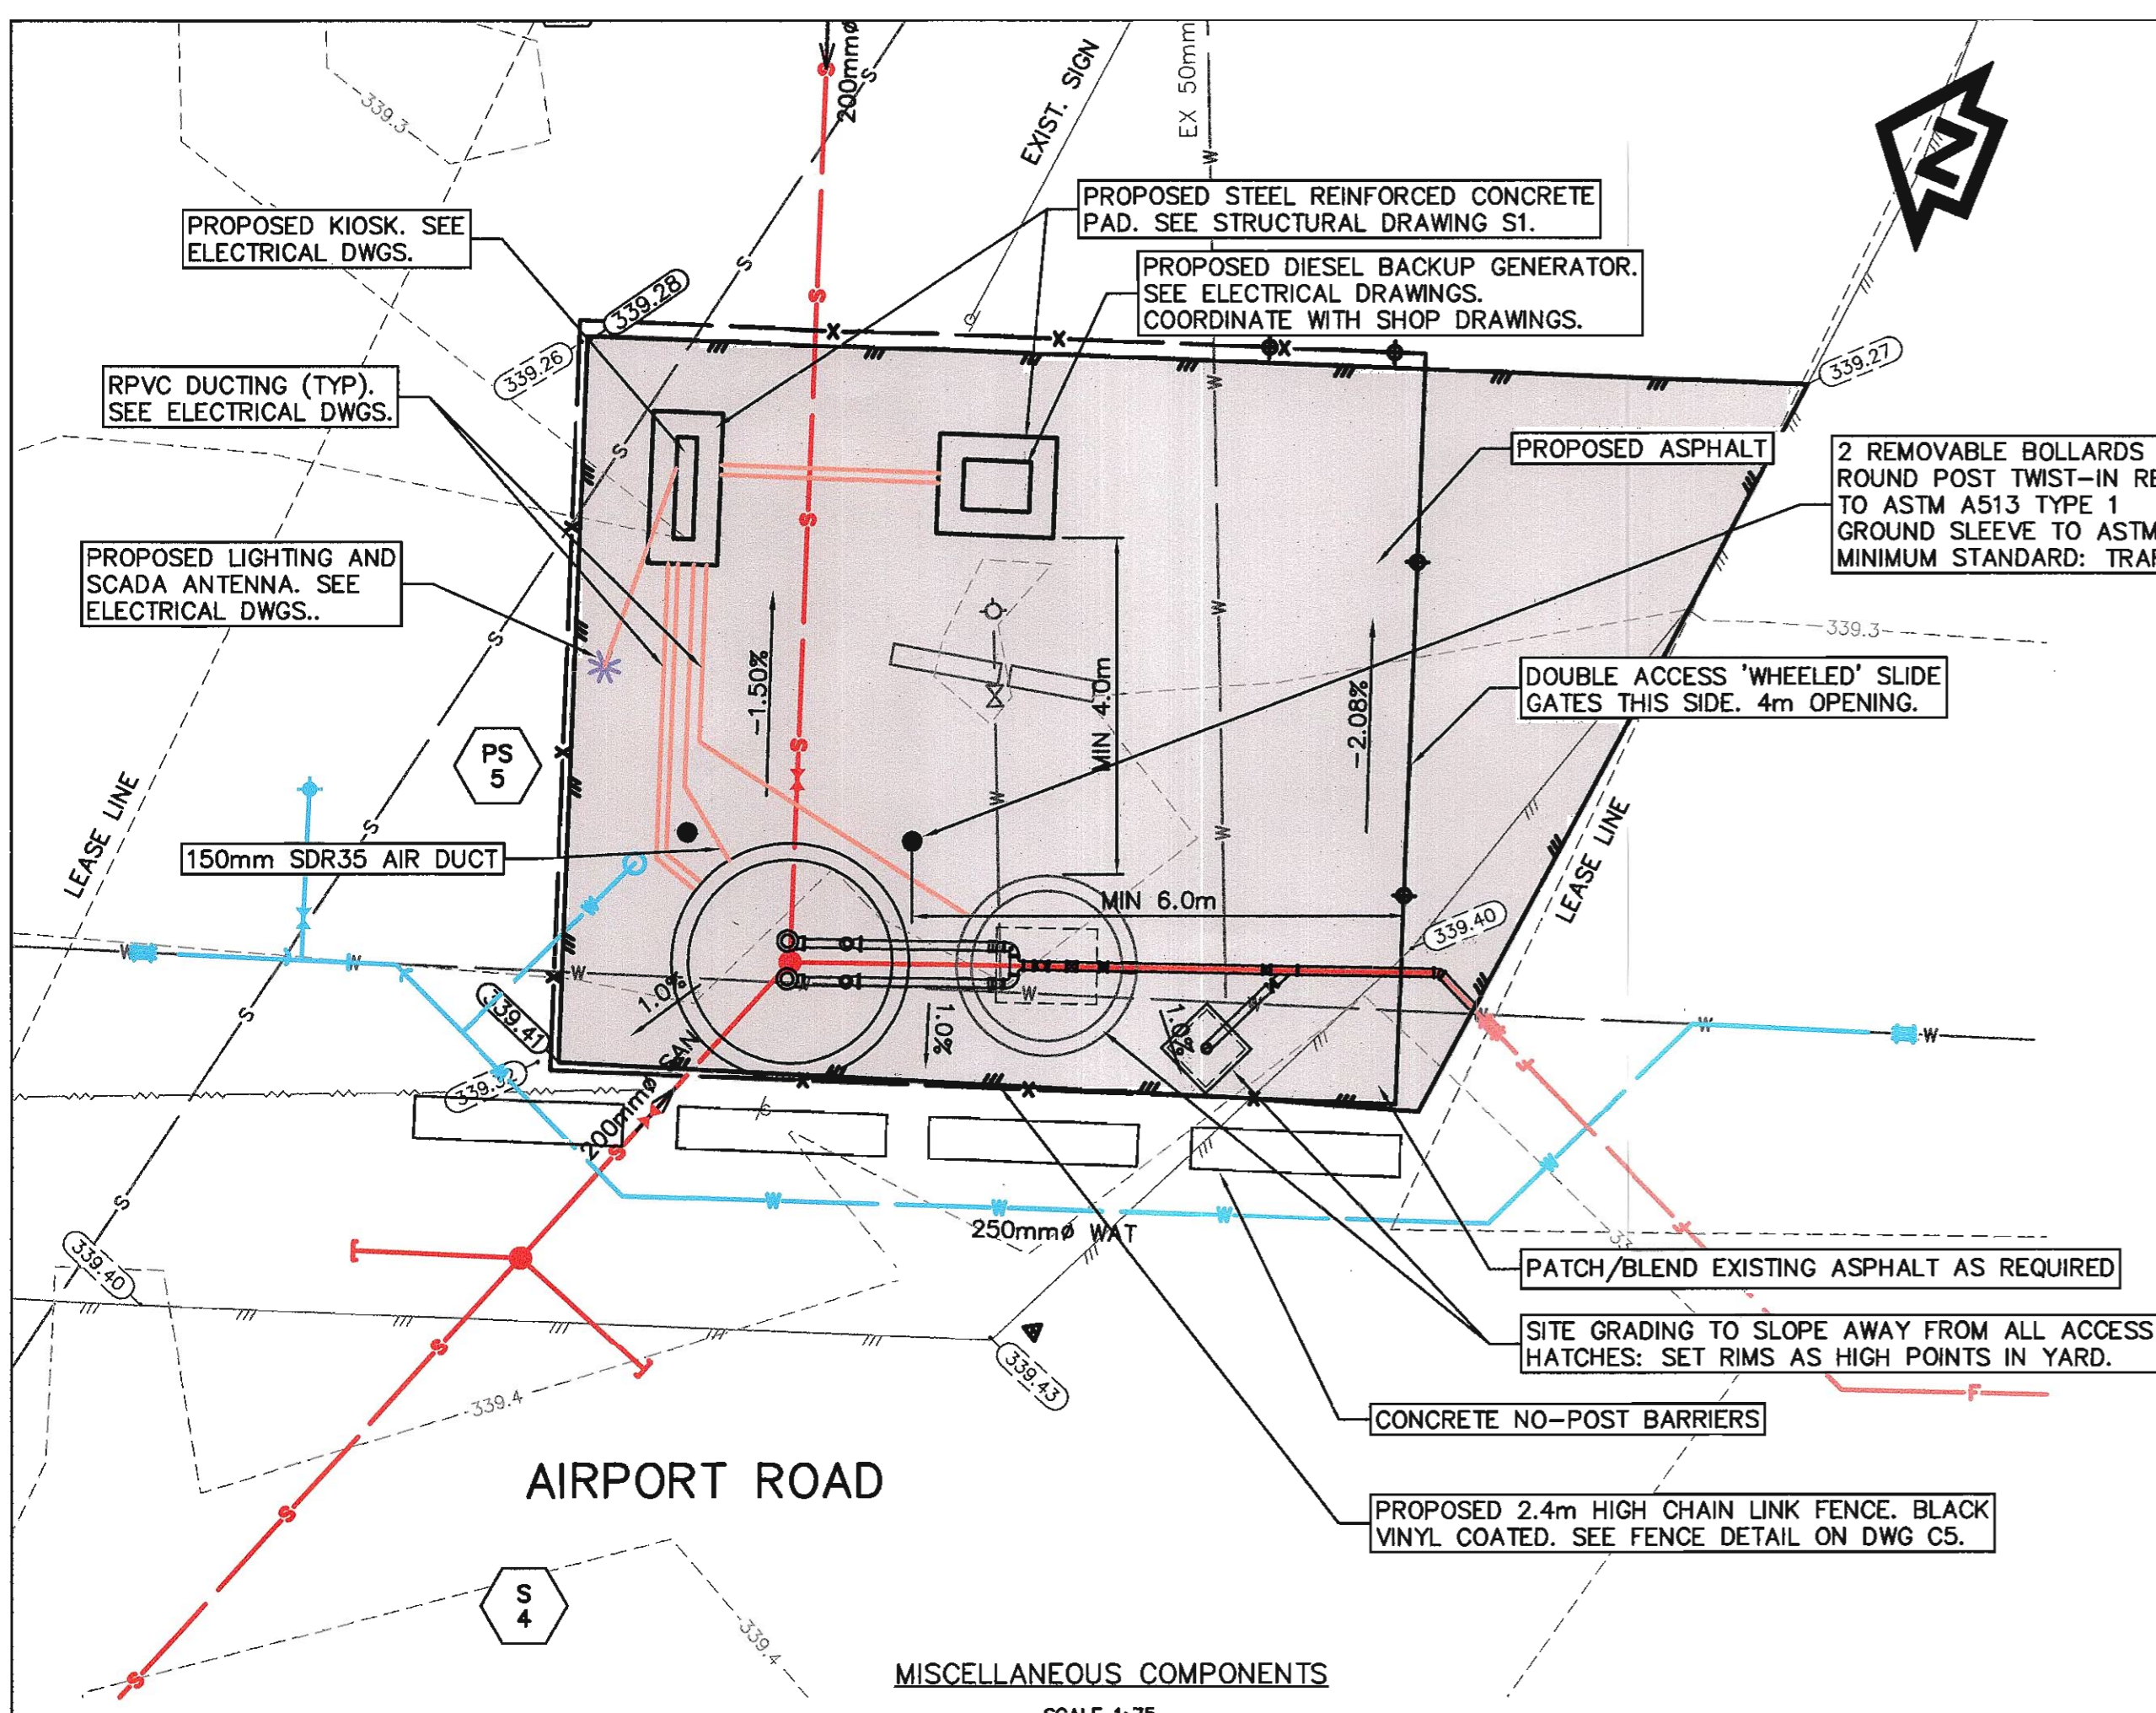 200mmø
EXIST. SIGN
EX 50mm
N
339.3
PROPOSED KIOSK. SEE
ELECTRICAL DWGS.
PROPOSED STEEL REINFORCED CONCRETE
PAD. SEE STRUCTURAL DRAWING S1.
PROPOSED DIESEL BACKUP GENERATOR.
SEE ELECTRICAL DRAWINGS.
COORDINATE WITH SHOP DRAWINGS.
339.28
339.26
339.27
RPVC DUCTING (TYP).
SEE ELECTRICAL DWGS.
PROPOSED ASPHALT
2 REMOVABLE BOLLARDS
ROUND POST TWIST-IN
TO ASTM A513 TYPE 1
GROUND SLEEVE TO ASTM
MINIMUM STANDARD:
PROPOSED LIGHTING AND
SCADA ANTENNA. SEE
ELECTRICAL DWGS..
339.3
-1.50%
MIN 4.0m
-2.08%
DOUBLE ACCESS 'WHEELED' SLIDE
GATES THIS SIDE. 4m OPENING.
PS
5
LEASE LINE
LEASE LINE
150mm SDR35 AIR DUCT
MIN 6.0m
339.40
1.0%
1.0%
1.0%
339.41
SAN
200mmø
250mmø WAT
339.40
PATCH/BLEND EXISTING ASPHALT AS REQUIRED
SITE GRADING TO SLOPE AWAY FROM ALL ACCESS
HATCHES: SET RIMS AS HIGH POINTS IN YARD.
339.43
339.4
F
CONCRETE NO-POST BARRIERS
AIRPORT ROAD
PROPOSED 2.4m HIGH CHAIN LINK FENCE. BLACK
VINYL COATED. SEE FENCE DETAIL ON DWG C5.
S
4
339.4
MISCELLANEOUS COMPONENTS
SCALE 1:75